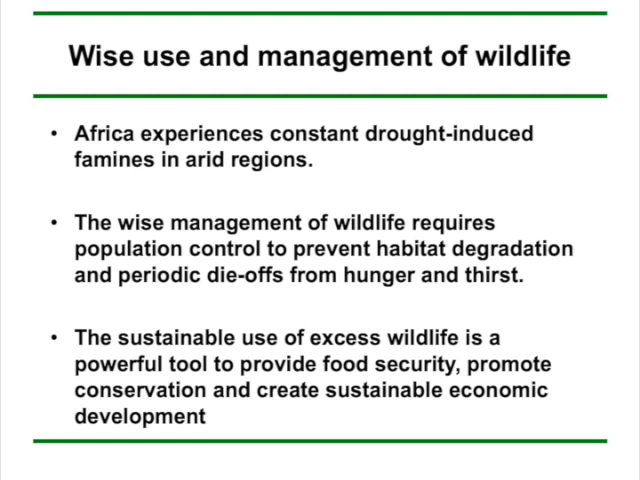 Wise use and management of wildlife
• Africa experiences constant drought-induced
famines in arid regions.
• The wise management of wildlife requires
population control to prevent habitat degradation
and periodic die-offs from hunger and thirst.
• The sustainable use of excess wildlife is a
powerful tool to provide food security, promote
conservation and create sustainable economic
development